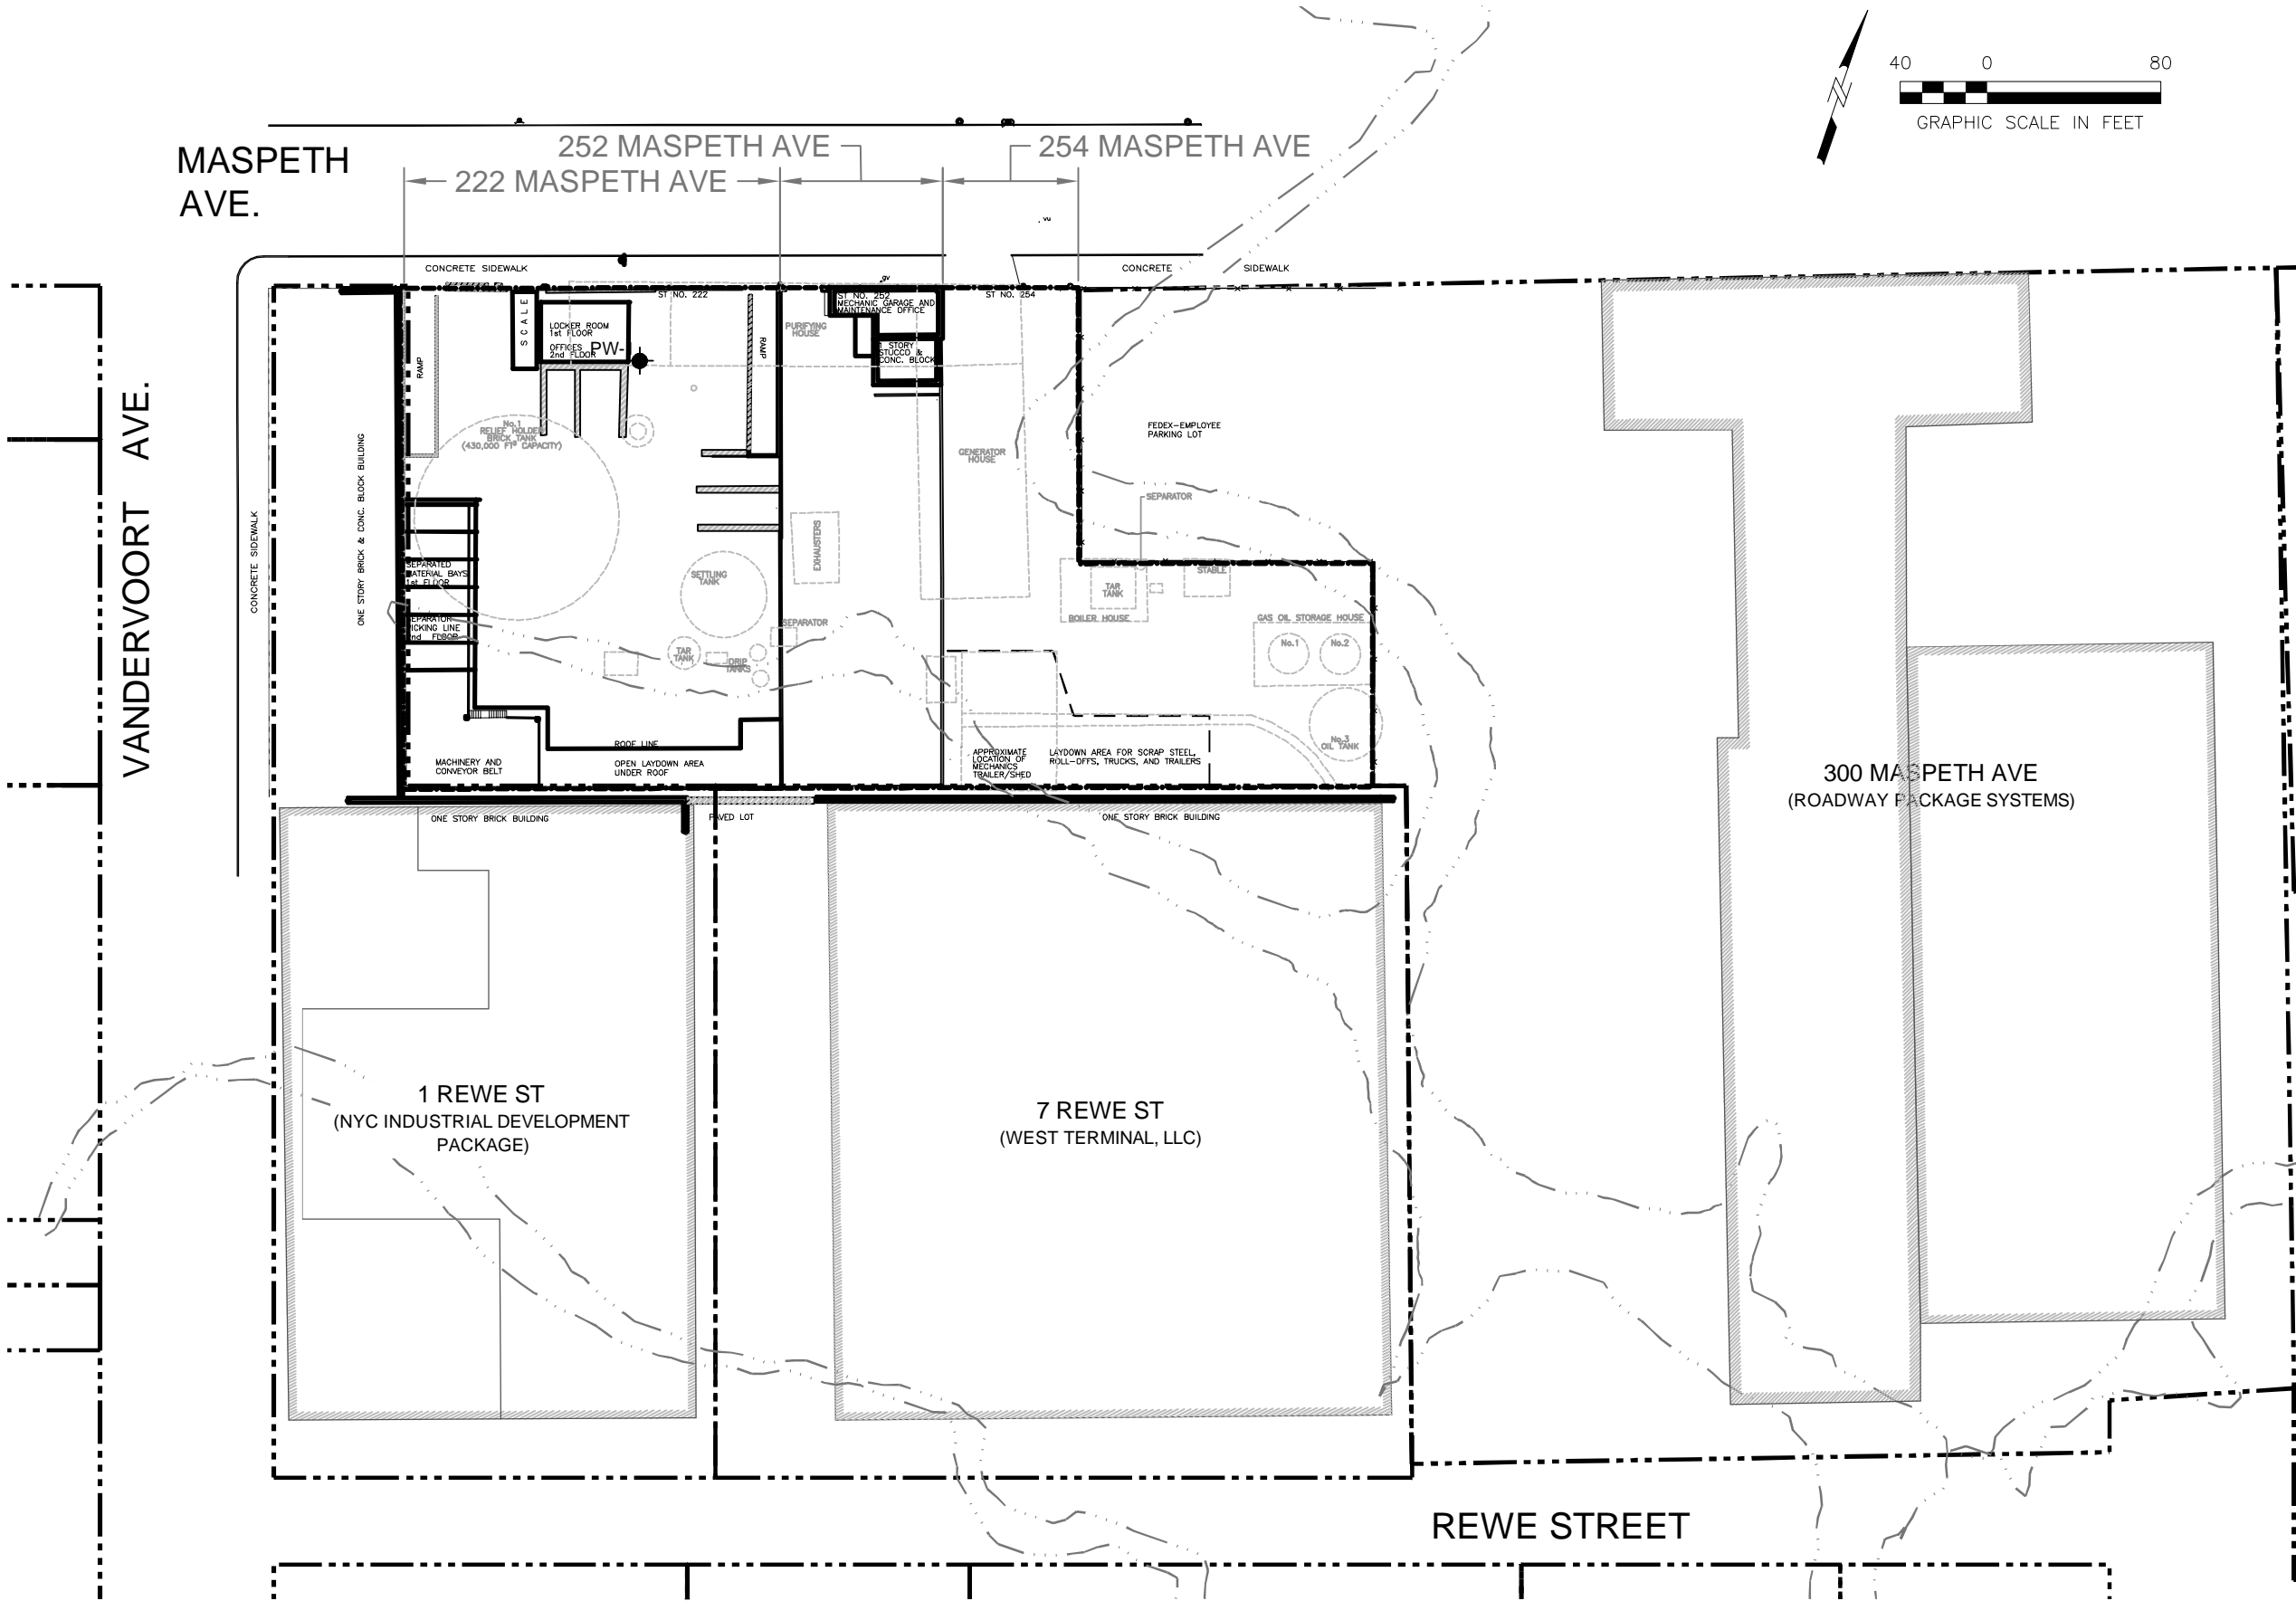 40 0 80
GRAPHIC SCALE IN FEET
MASPETH
AVE.
252 MASPETH AVE
254 MASPETH AVE
222 MASPETH AVE
vu
CONCRETE SIDEWALK
CONCRETE SIDEWALK
gv
ST NO. 222
ST NO. 252
MECHANIC GARAGE AND
MAINTENANCE OFFICE
ST NO. 254
SCALE
LOCKER ROOM
1st FLOOR
OFFICES
2nd FLOOR
PW-
RAMP
RAMP
PURIFYING
HOUSE
1 STORY
STUCCO &
CONC. BLOCK
VANDERVOORT AVE.
CONCRETE SIDEWALK
ONE STORY BRICK & CONC. BLOCK BUILDING
No.1
RELIEF HOLDER
BRICK TANK
(430,000 FT³ CAPACITY)
GENERATOR
HOUSE
FEDEX-EMPLOYEE
PARKING LOT
SEPARATOR
EXHAUSTERS
SETTLING
TANK
SEPARATED
MATERIAL BAYS
1st FLOOR
SEPARATOR
PICKING LINE
2nd FLOOR
TAR
TANK
STABLE
BOILER HOUSE
GAS OIL STORAGE HOUSE
No.1
No.2
SEPARATOR
TAR
TANK
DRIP
TANKS
No.3
OIL TANK
ROOF LINE
OPEN LAYDOWN AREA
UNDER ROOF
MACHINERY AND
CONVEYOR BELT
APPROXIMATE
LOCATION OF
MECHANICS
TRAILER/SHED
LAYDOWN AREA FOR SCRAP STEEL,
ROLL-OFFS, TRUCKS, AND TRAILERS
300 MASPETH AVE
(ROADWAY PACKAGE SYSTEMS)
ONE STORY BRICK BUILDING
PAVED LOT
ONE STORY BRICK BUILDING
1 REWE ST
(NYC INDUSTRIAL DEVELOPMENT
PACKAGE)
7 REWE ST
(WEST TERMINAL, LLC)
REWE STREET